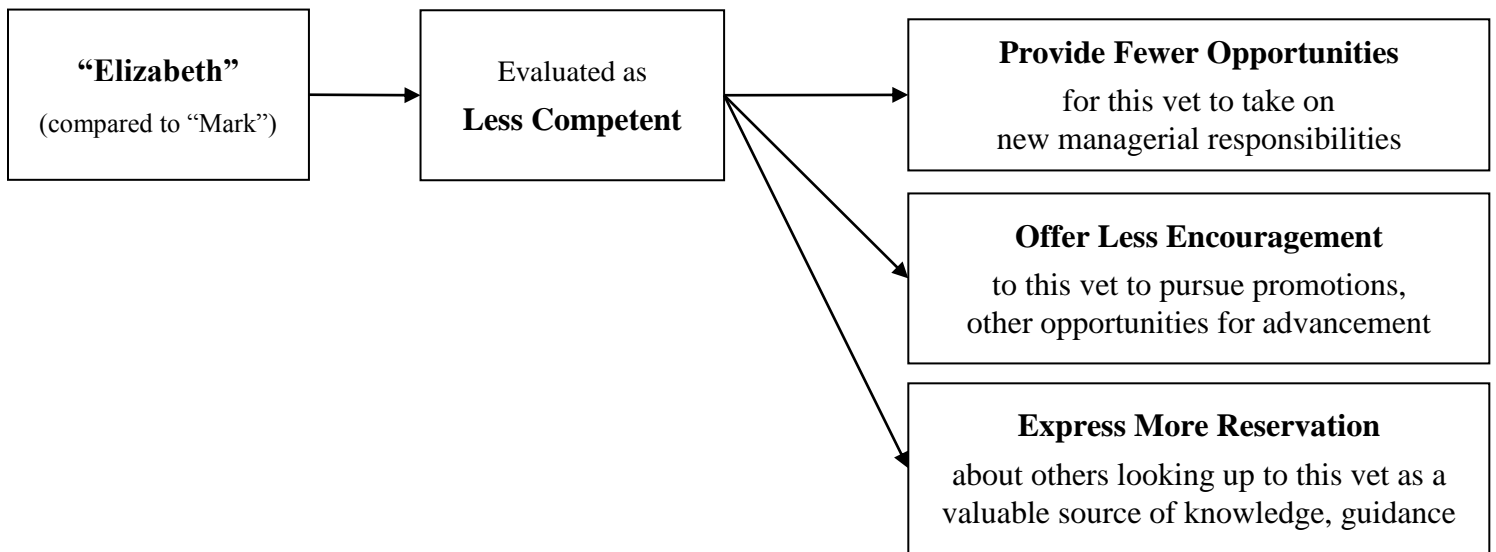 “Elizabeth”
(compared to “Mark”)
Evaluated as
Less Competent
Provide Fewer Opportunities
for this vet to take on
new managerial responsibilities
Offer Less Encouragement
to this vet to pursue promotions,
other opportunities for advancement
Express More Reservation
about others looking up to this vet as a
valuable source of knowledge, guidance